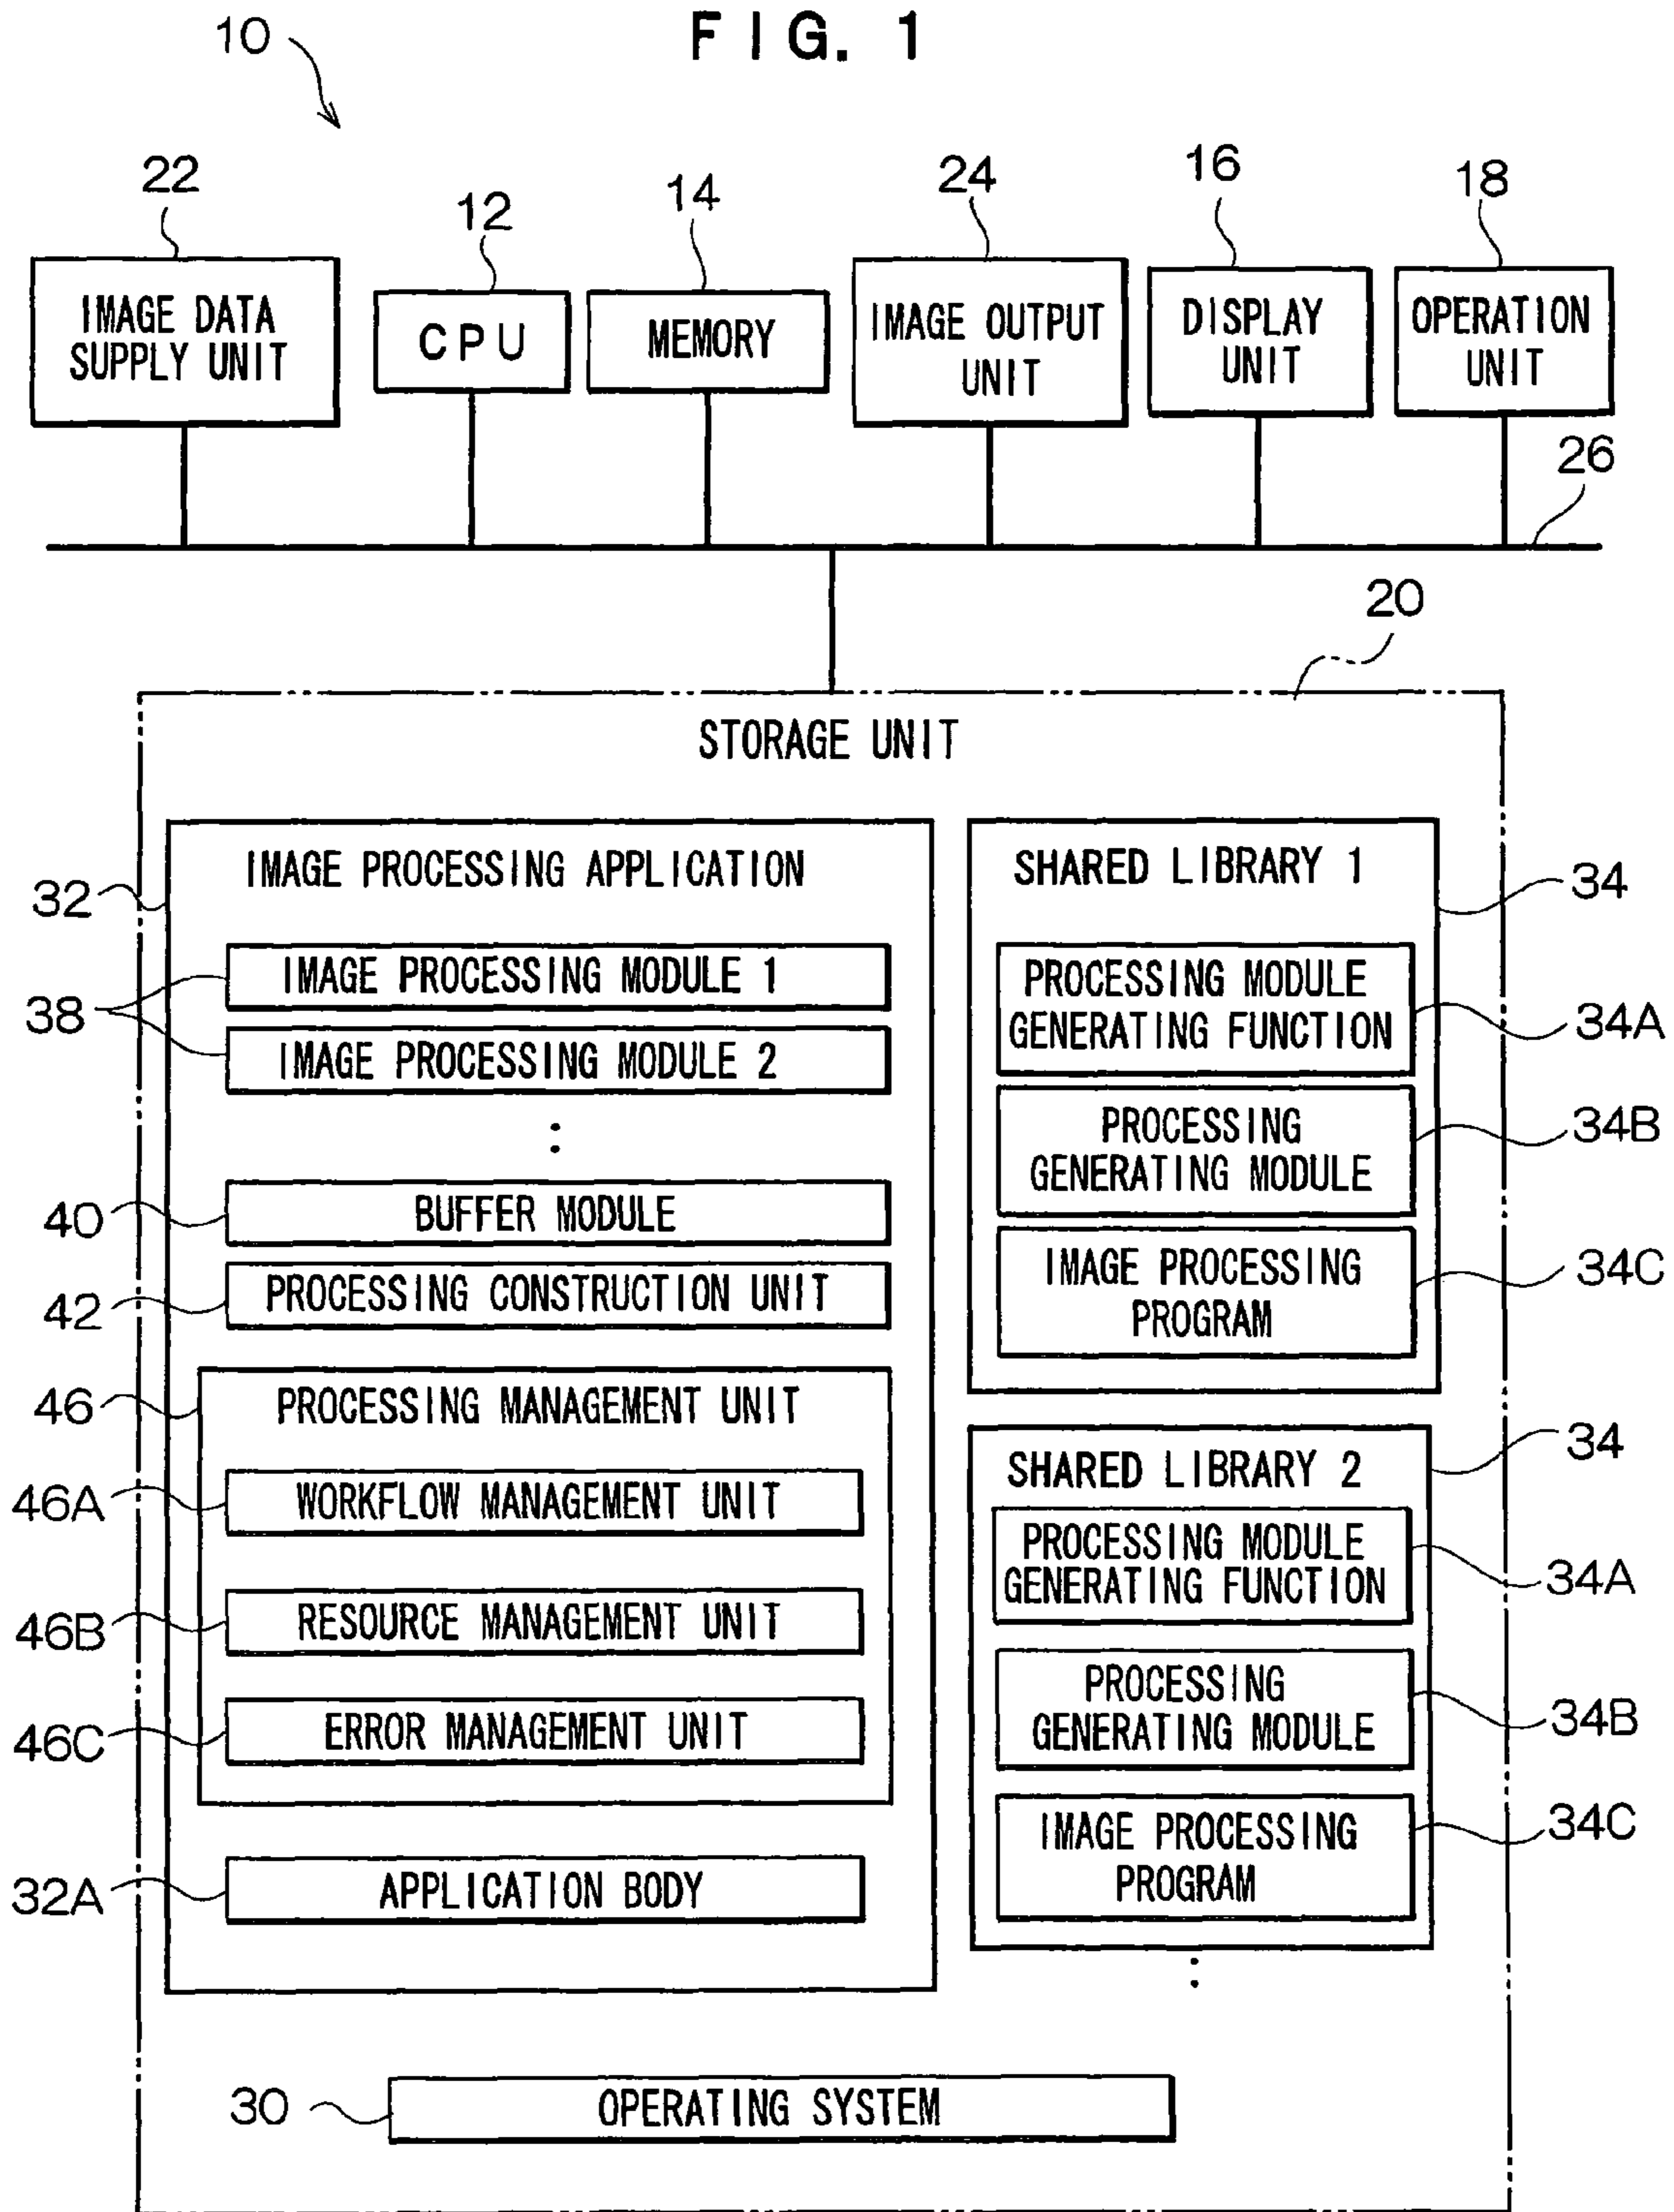 FIG. 1
10
22
12
14
24
16
18
IMAGE DATA
SUPPLY UNIT
CPU
MEMORY
IMAGE OUTPUT
UNIT
DISPLAY
UNIT
OPERATION
UNIT
26
20
STORAGE UNIT
32
IMAGE PROCESSING APPLICATION
38
IMAGE PROCESSING MODULE 1
IMAGE PROCESSING MODULE 2
:
40
BUFFER MODULE
42
PROCESSING CONSTRUCTION UNIT
46
PROCESSING MANAGEMENT UNIT
46A
WORKFLOW MANAGEMENT UNIT
46B
RESOURCE MANAGEMENT UNIT
46C
ERROR MANAGEMENT UNIT
32A
APPLICATION BODY
SHARED LIBRARY 1
34
PROCESSING MODULE
GENERATING FUNCTION
34A
PROCESSING
GENERATING MODULE
34B
IMAGE PROCESSING
PROGRAM
34C
SHARED LIBRARY 2
34
PROCESSING MODULE
GENERATING FUNCTION
34A
PROCESSING
GENERATING MODULE
34B
IMAGE PROCESSING
PROGRAM
34C
:
30
OPERATING SYSTEM